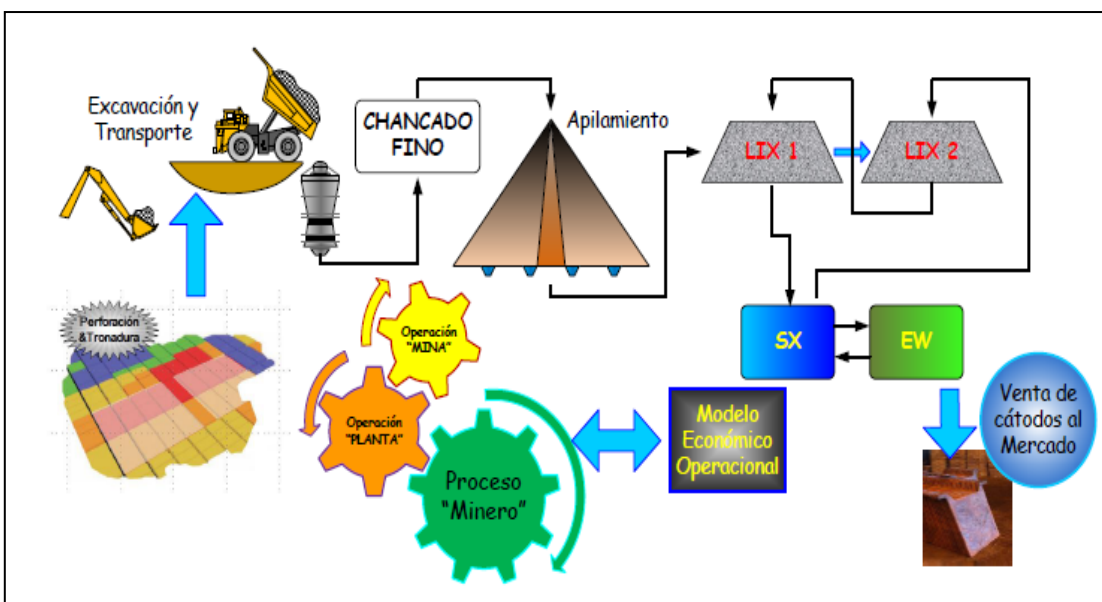 Excavación y
Transporte
CHANCADO
FINO
Apilamiento
LIX 1
LIX 2
Perforación
&Tronadura
Operación
"MINA"
Operación
"PLANTA"
Proceso
"Minero"
Modelo
Económico
Operacional
SX
EW
Venta de
cátodos al
Mercado